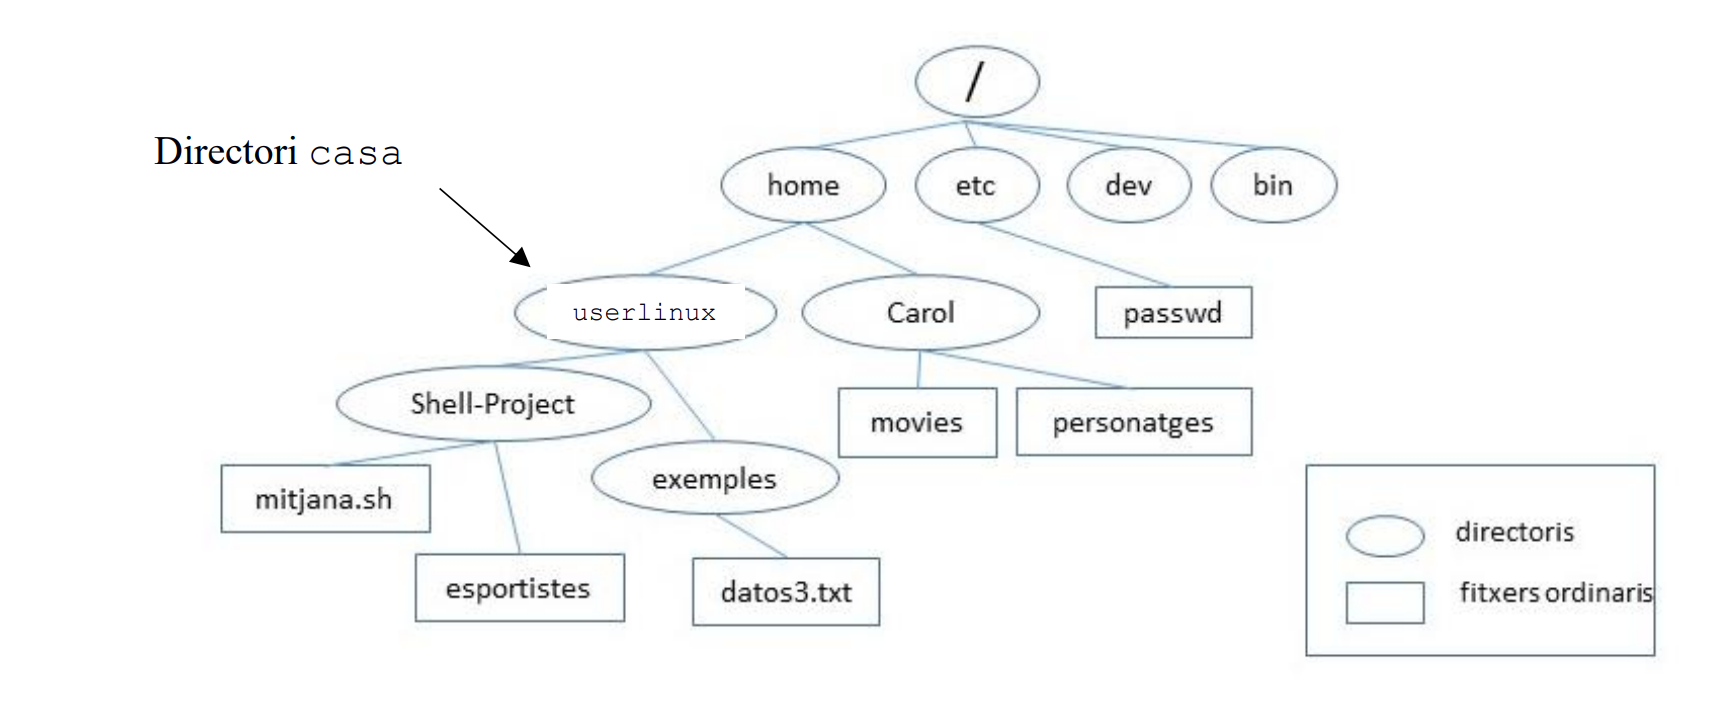 /
Directori casa
home
etc
dev
bin
userlinux
Carol
passwd
Shell-Project
movies
personatges
exemples
mitjana.sh
esportistes
datos3.txt
directoris
fitxers ordinaris